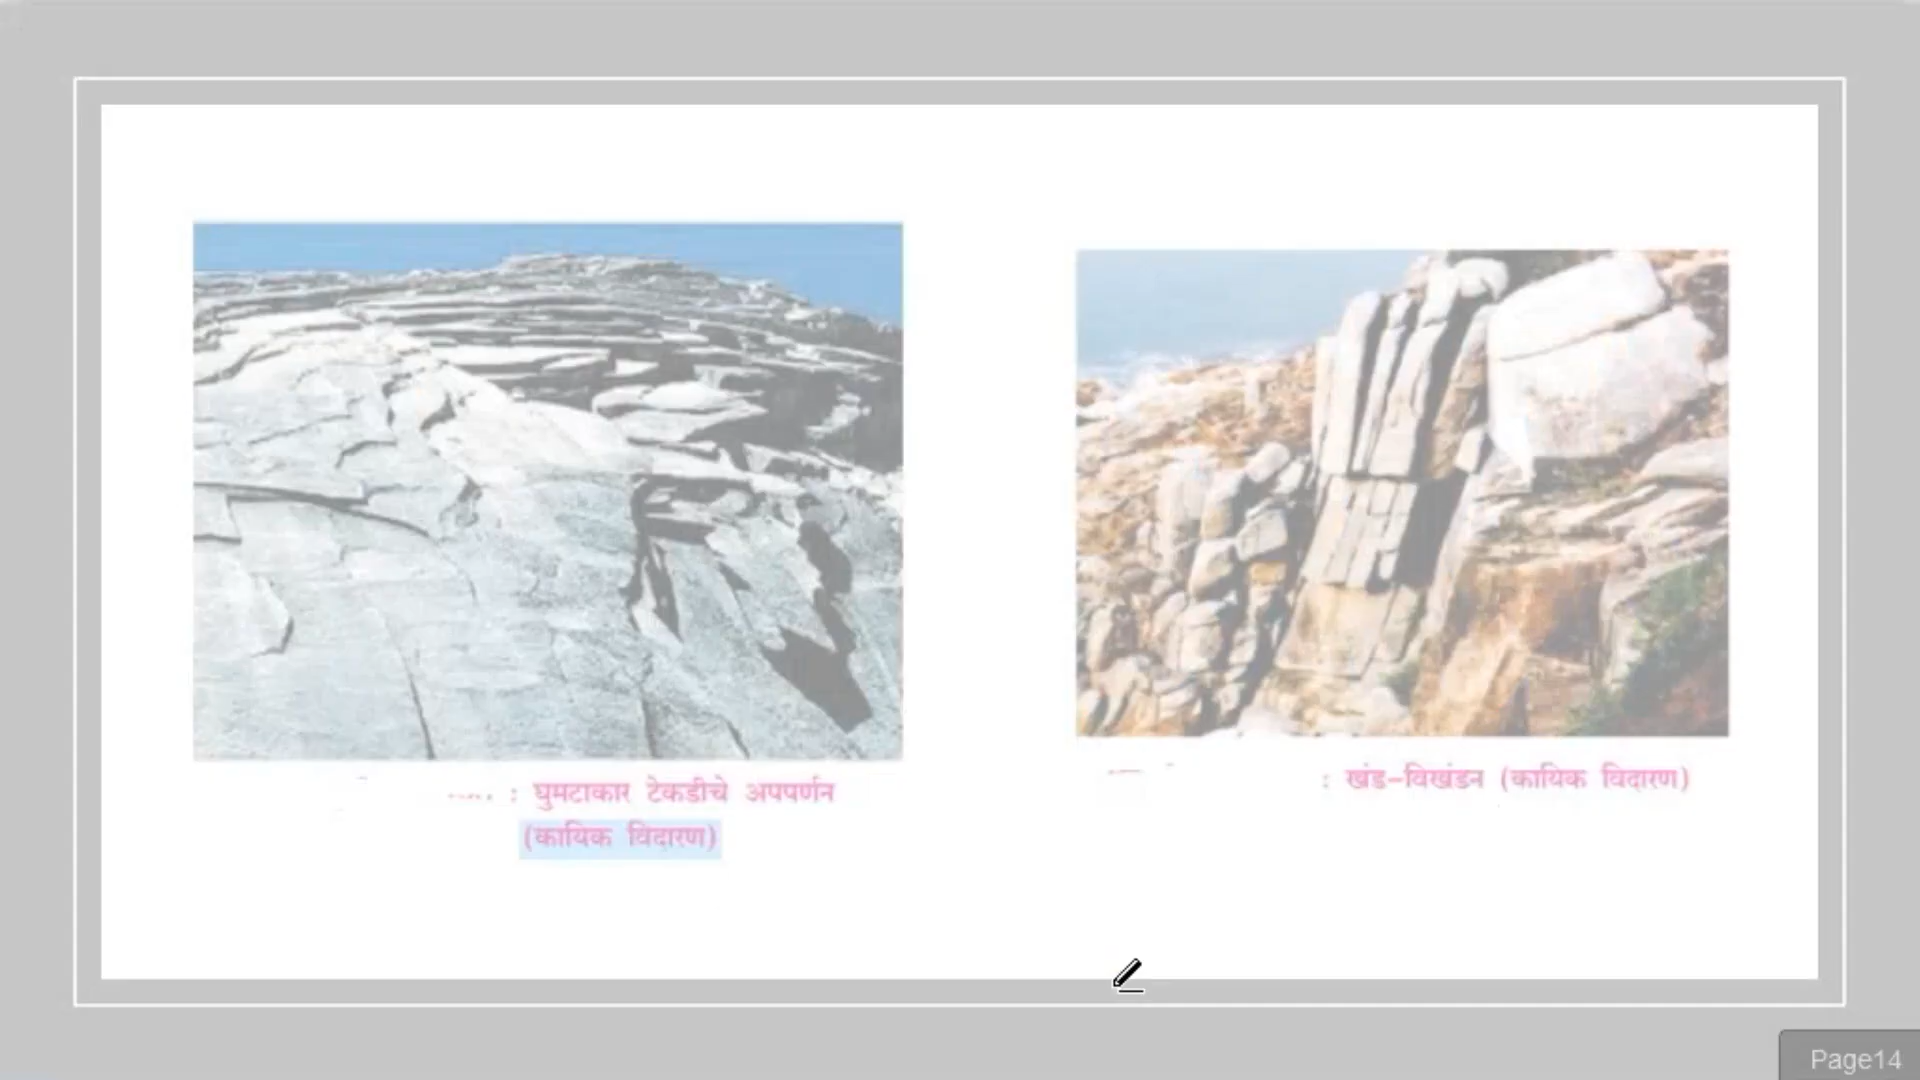 : घुमटाकार टेकडीचे अपपर्णन
(कायिक विदारण)
: खंड-विखंडन (कायिक विदारण)
Page14